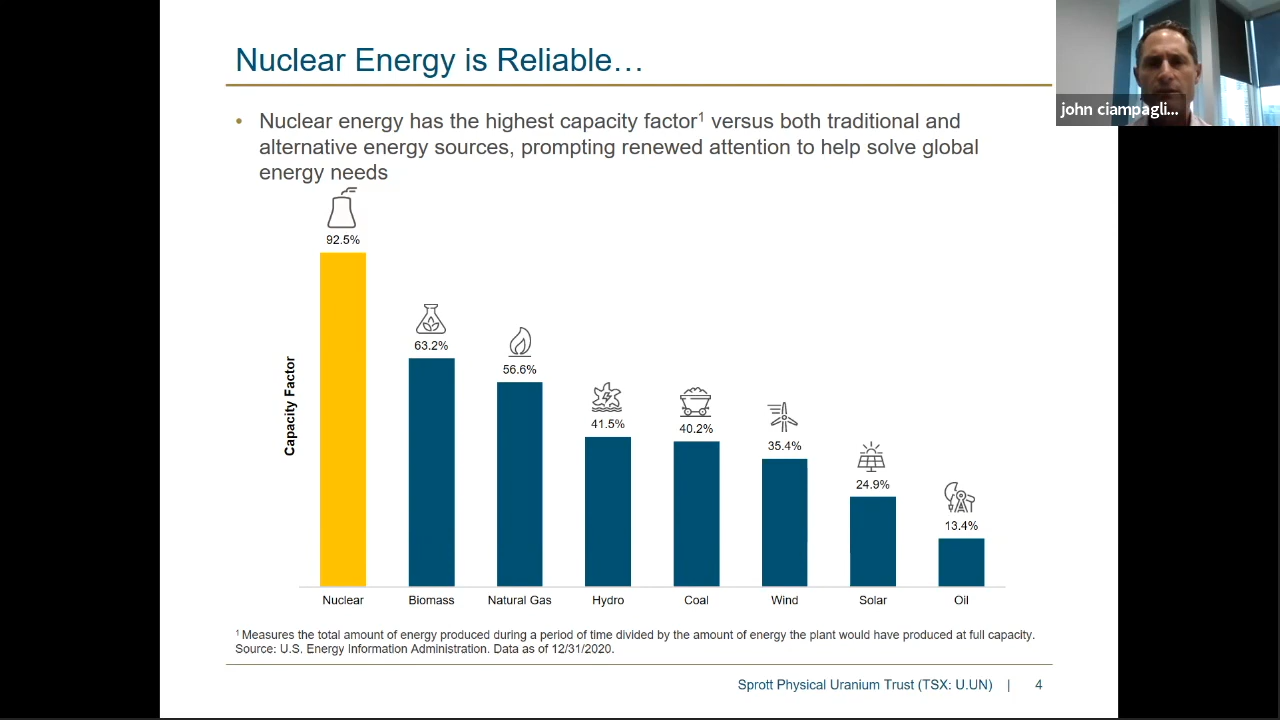 Nuclear Energy is Reliable…
• Nuclear energy has the highest capacity factor¹ versus both traditional and
alternative energy sources, prompting renewed attention to help solve global
energy needs
john ciampagli...
92.5%
63.2%
56.6%
41.5%
40.2%
35.4%
24.9%
13.4%
Capacity Factor
Nuclear
Biomass
Natural Gas
Hydro
Coal
Wind
Solar
Oil
¹ Measures the total amount of energy produced during a period of time divided by the amount of energy the plant would have produced at full capacity.
Source: U.S. Energy Information Administration. Data as of 12/31/2020.
Sprott Physical Uranium Trust (TSX: U.UN) | 4